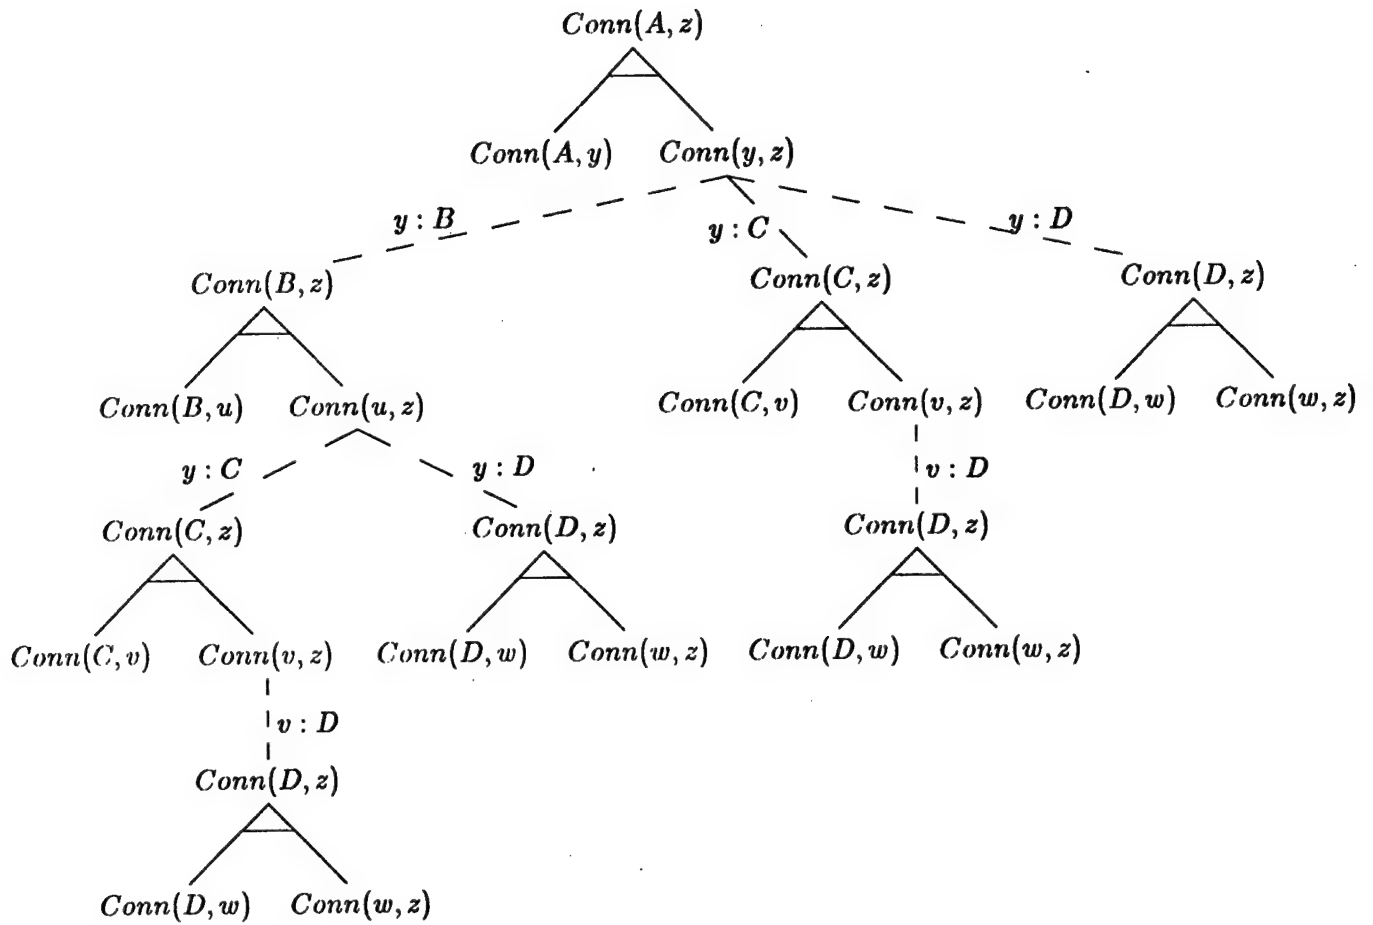 Conn(A, z)
Conn(A, y) Conn(y, z)
y : B y : C y : D
Conn(B, z) Conn(C, z) Conn(D, z)
Conn(B, u) Conn(u, z) Conn(C, v) Conn(v, z) Conn(D, w) Conn(w, z)
y : C y : D v : D
Conn(C, z) Conn(D, z) Conn(D, z)
Conn(C, v) Conn(v, z) Conn(D, w) Conn(w, z) Conn(D, w) Conn(w, z)
v : D
Conn(D, z)
Conn(D, w) Conn(w, z)